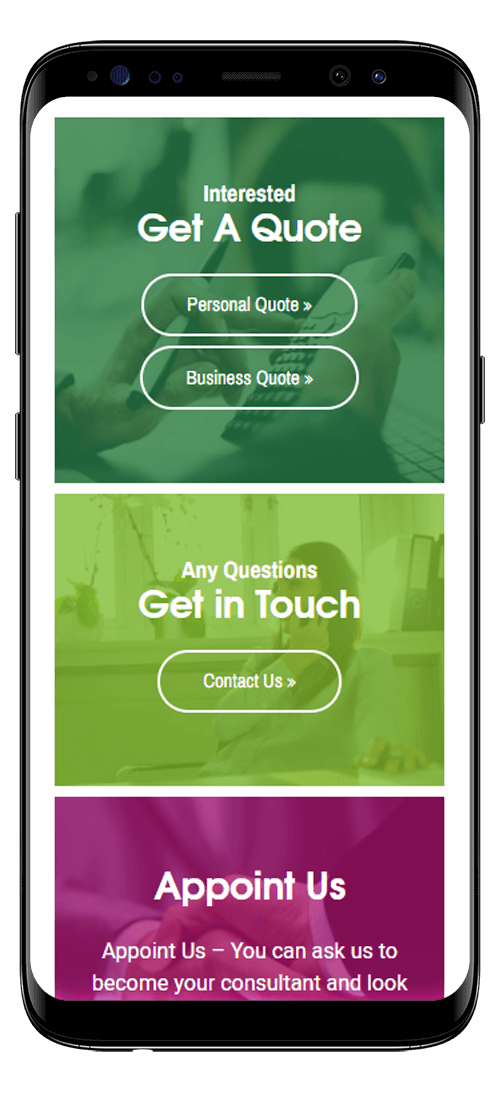 Interested
Get A Quote
Personal Quote »
Business Quote »
Any Questions
Get in Touch
Contact Us »
Appoint Us
Appoint Us – You can ask us to
become your consultant and look